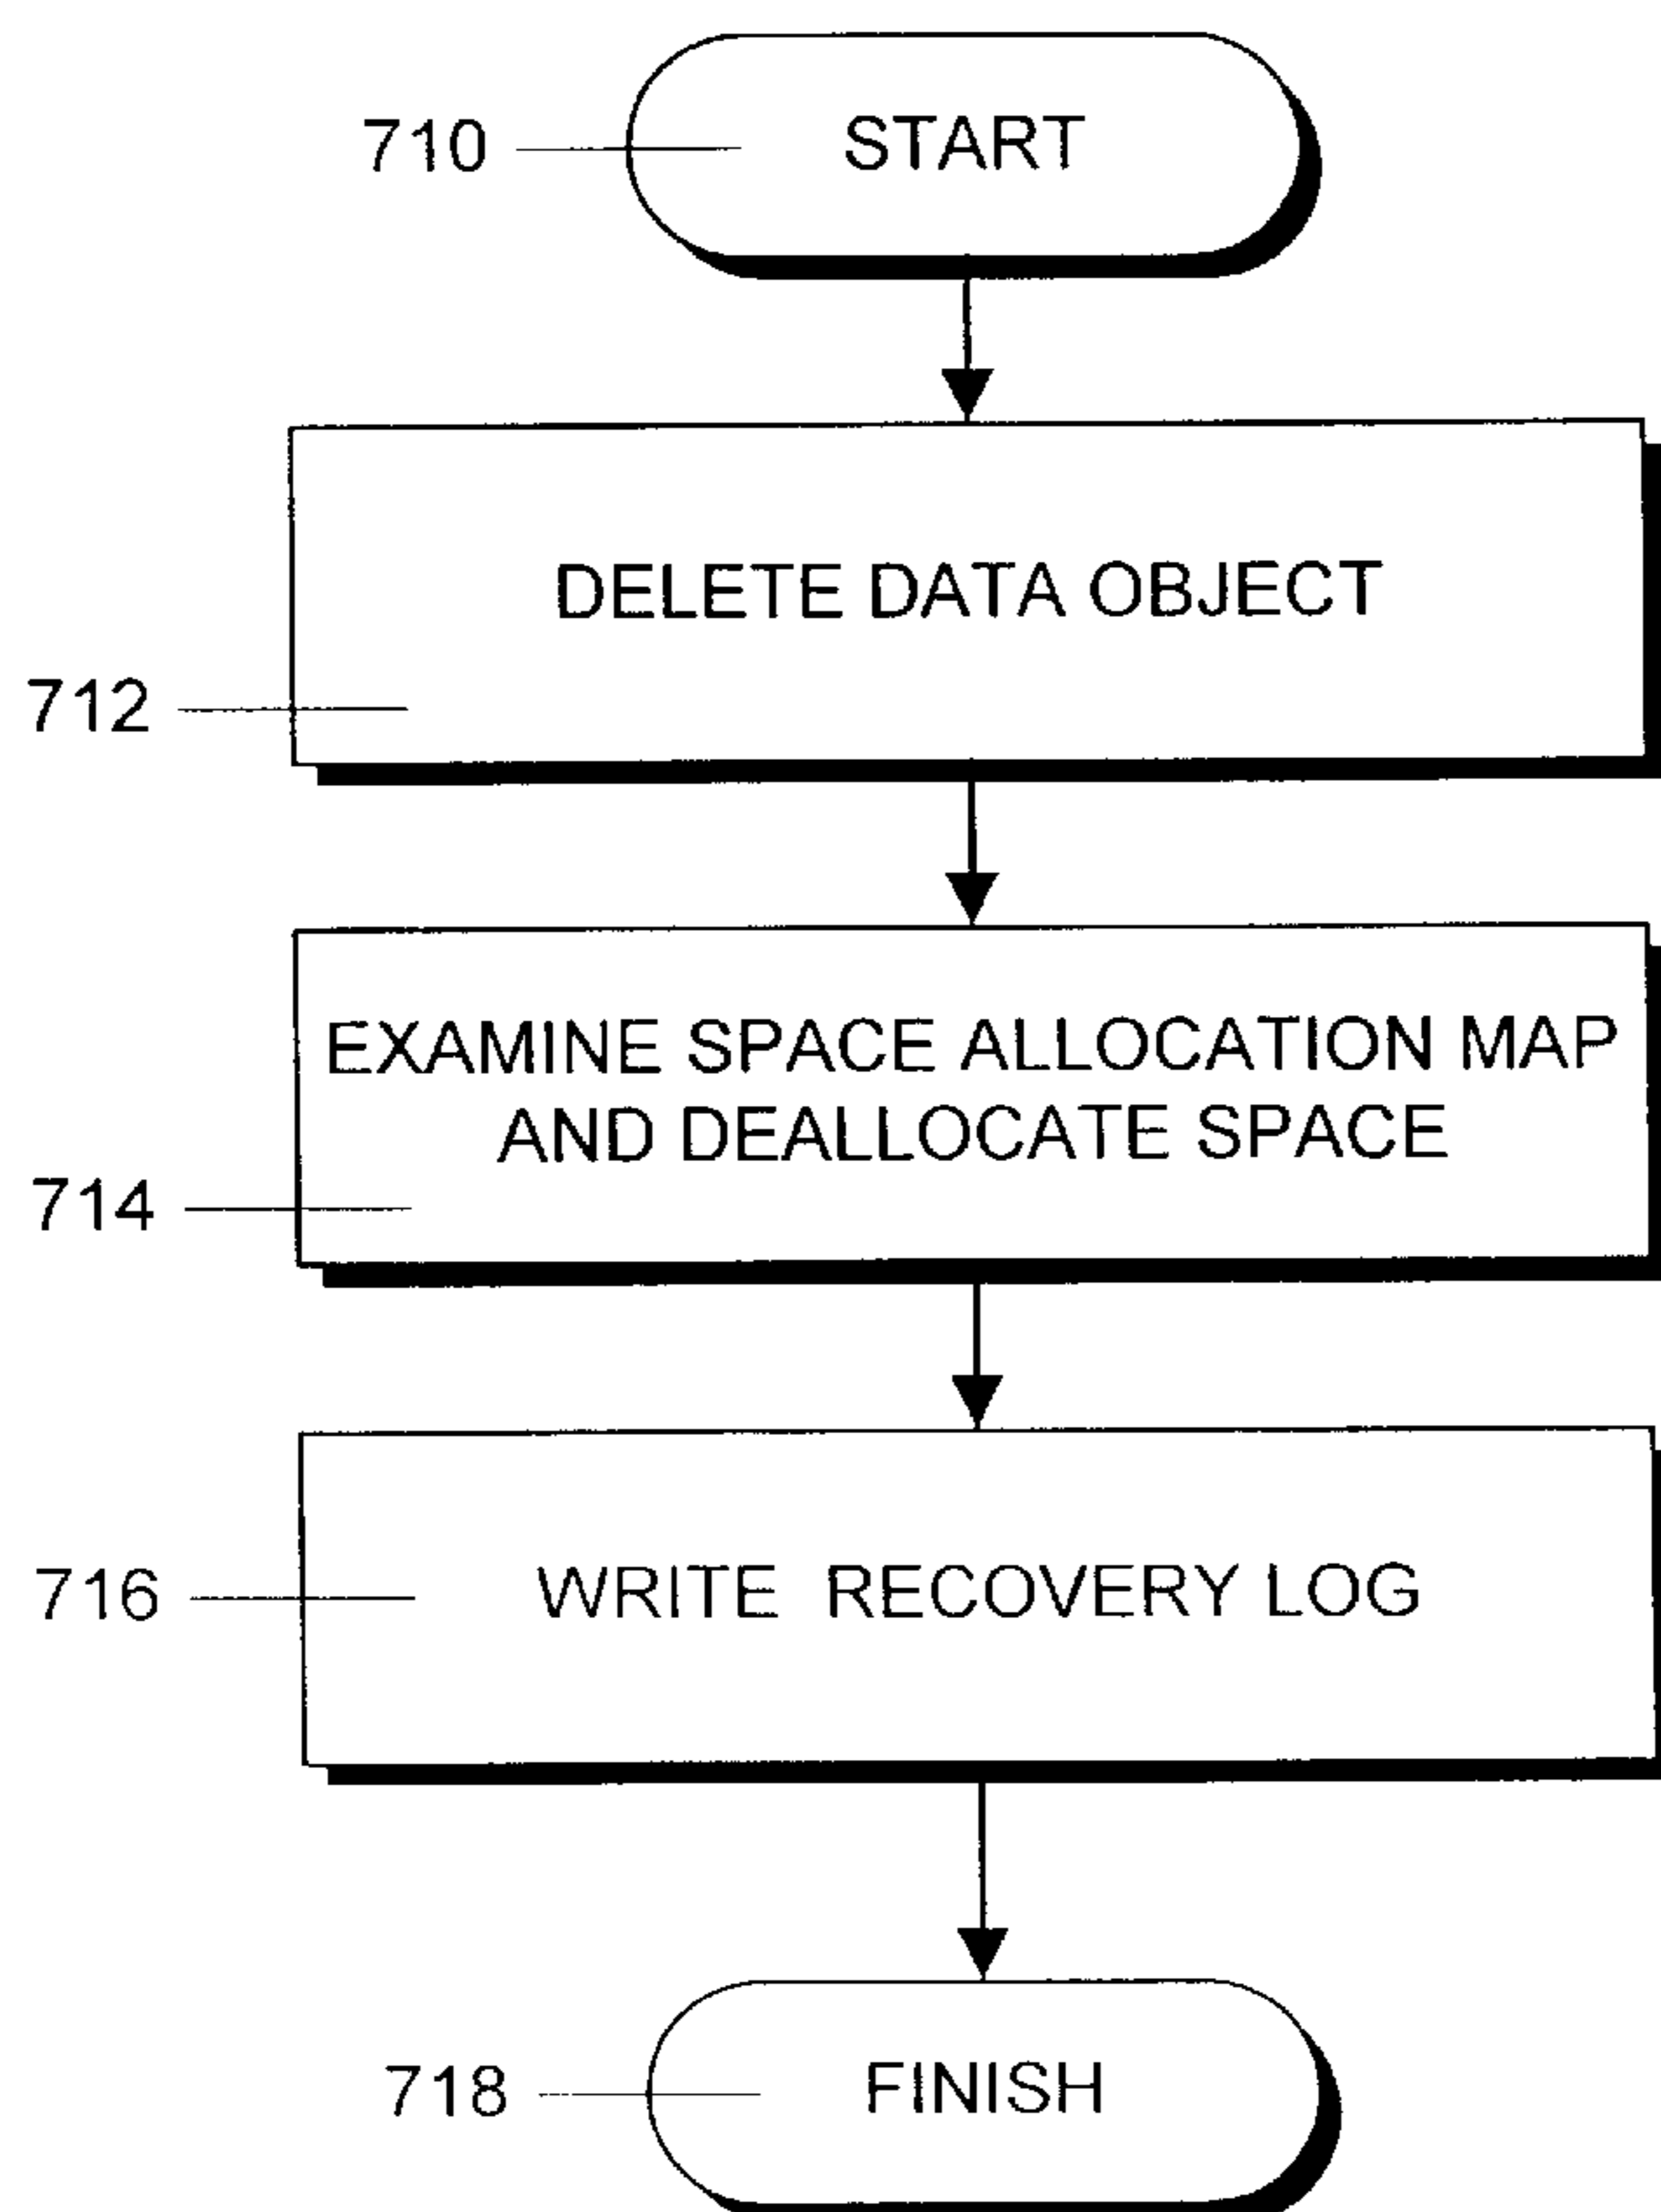 710
START
DELETE DATA OBJECT
712
EXAMINE SPACE ALLOCATION MAP
AND DEALLOCATE SPACE
714
716
WRITE RECOVERY LOG
718
FINISH